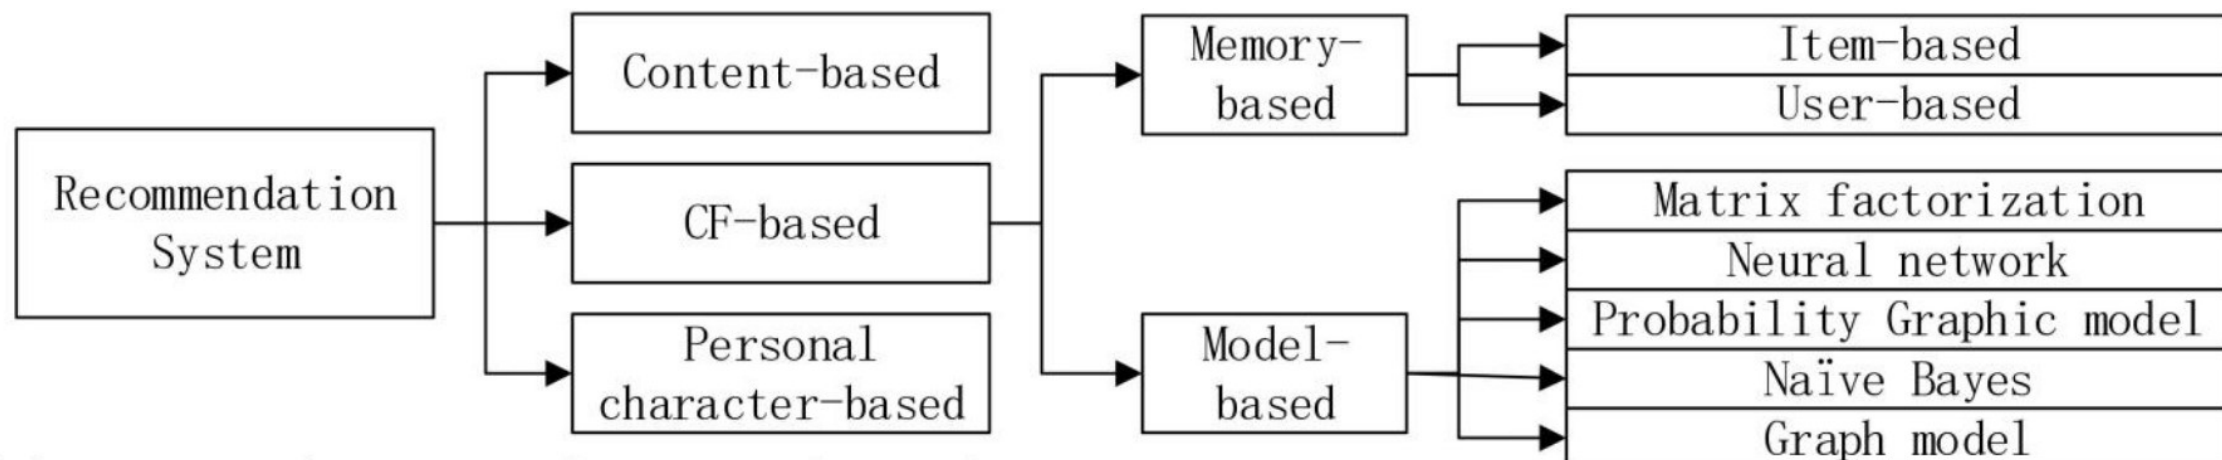 Recommendation
System
Content-based
CF-based
Personal
character-based
Memory-
based
Model-
based
Item-based
User-based
Matrix factorization
Neural network
Probability Graphic model
Naïve Bayes
Graph model